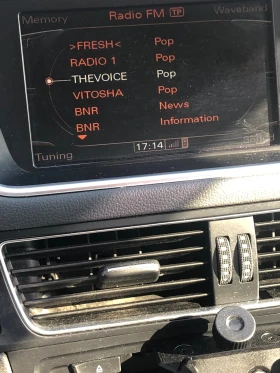 Memory Radio FM TP Waveband
>FRESH< Pop
RADIO 1 Pop
THEVOICE Pop
VITOSHA Pop
BNR News
BNR Information
Tuning 17:14